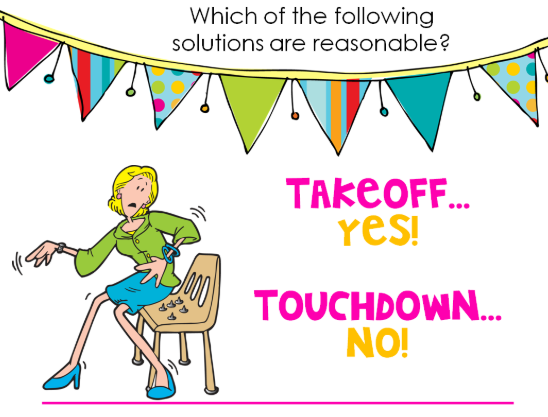 Which of the following
solutions are reasonable?
TAKEOFF...
YES!
TOUCHDOWN...
NO!